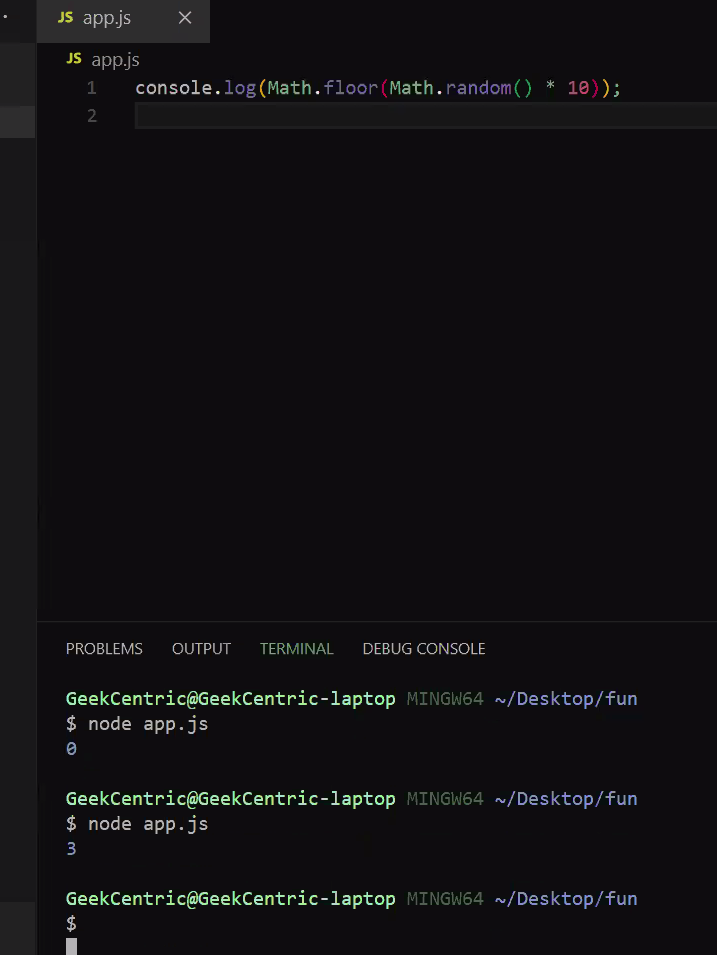 JS app.js ×
JS app.js
1 console.log(Math.floor(Math.random() * 10));
2
PROBLEMS OUTPUT TERMINAL DEBUG CONSOLE
GeekCentric@GeekCentric-laptop MINGW64 ~/Desktop/fun
$ node app.js
0
GeekCentric@GeekCentric-laptop MINGW64 ~/Desktop/fun
$ node app.js
3
GeekCentric@GeekCentric-laptop MINGW64 ~/Desktop/fun
$